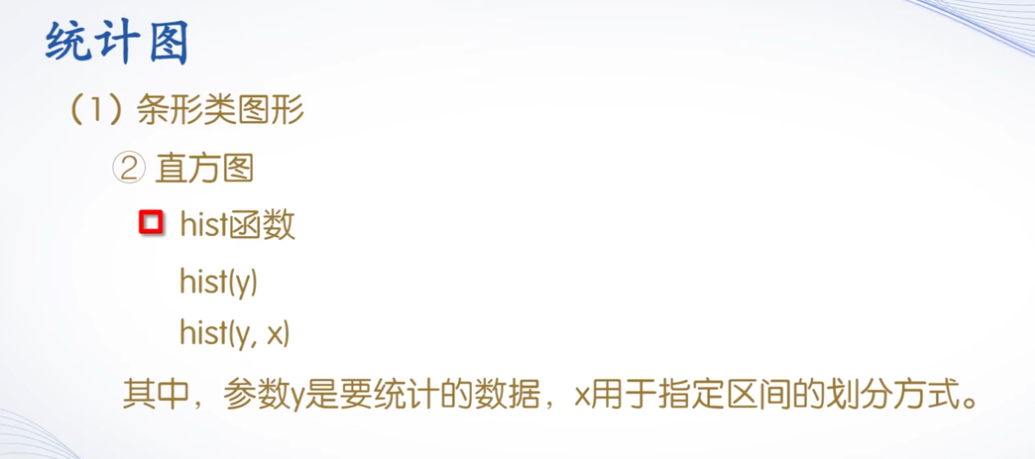 统计图
（1）条形类图形
② 直方图
hist函数
hist(y)
hist(y, x)
其中，参数y是要统计的数据，x用于指定区间的划分方式。